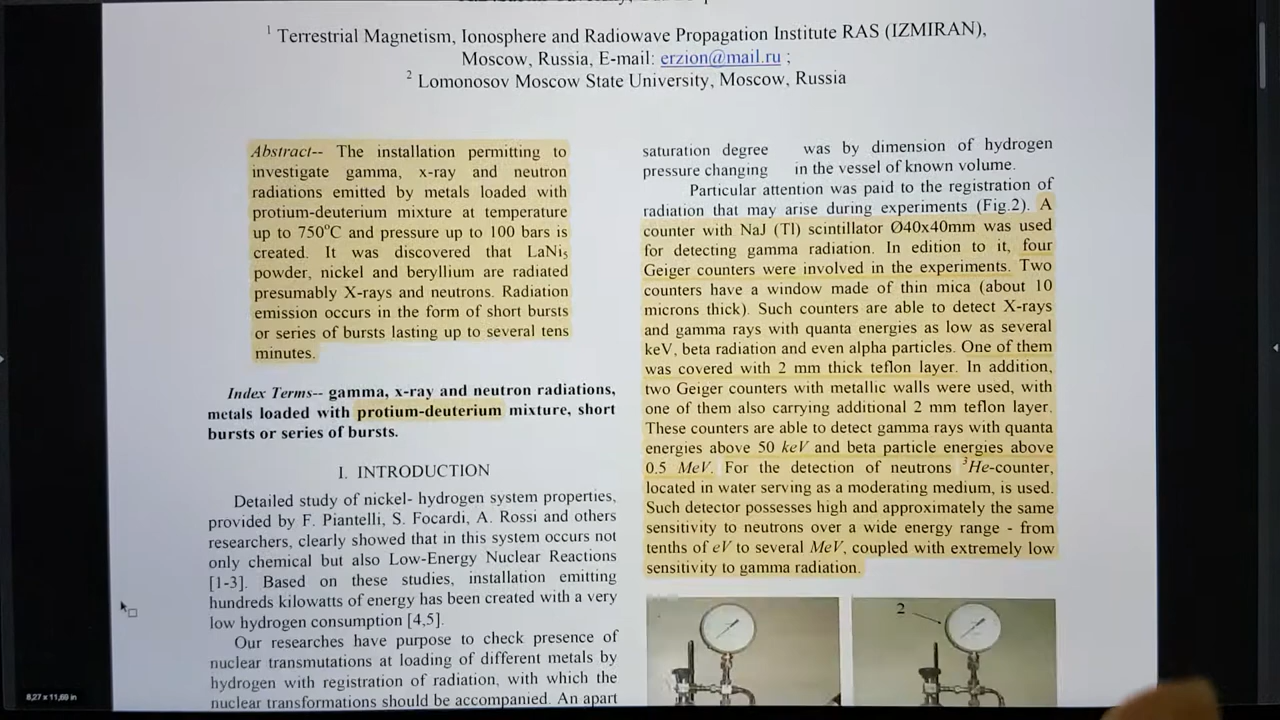 ¹ Terrestrial Magnetism, Ionosphere and Radiowave Propagation Institute RAS (IZMIRAN),
Moscow, Russia, E-mail: erzion@mail.ru ;
² Lomonosov Moscow State University, Moscow, Russia
Abstract-- The installation permitting to
investigate gamma, x-ray and neutron
radiations emitted by metals loaded with
protium-deuterium mixture at temperature
up to 750°C and pressure up to 100 bars is
created. It was discovered that LaNi₅
powder, nickel and beryllium are radiated
presumably X-rays and neutrons. Radiation
emission occurs in the form of short bursts
or series of bursts lasting up to several tens
minutes.
Index Terms-- gamma, x-ray and neutron radiations,
metals loaded with protium-deuterium mixture, short
bursts or series of bursts.
I. INTRODUCTION
Detailed study of nickel- hydrogen system properties,
provided by F. Piantelli, S. Focardi, A. Rossi and others
researchers, clearly showed that in this system occurs not
only chemical but also Low-Energy Nuclear Reactions
[1-3]. Based on these studies, installation emitting
hundreds kilowatts of energy has been created with a very
low hydrogen consumption [4,5].
Our researches have purpose to check presence of
nuclear transmutations at loading of different metals by
hydrogen with registration of radiation, with which the
nuclear transformations should be accompanied. An apart
saturation degree was by dimension of hydrogen
pressure changing in the vessel of known volume.
Particular attention was paid to the registration of
radiation that may arise during experiments (Fig.2). A
counter with NaJ (Tl) scintillator Ø40x40mm was used
for detecting gamma radiation. In edition to it, four
Geiger counters were involved in the experiments. Two
counters have a window made of thin mica (about 10
microns thick). Such counters are able to detect X-rays
and gamma rays with quanta energies as low as several
keV, beta radiation and even alpha particles. One of them
was covered with 2 mm thick teflon layer. In addition,
two Geiger counters with metallic walls were used, with
one of them also carrying additional 2 mm teflon layer.
These counters are able to detect gamma rays with quanta
energies above 50 keV and beta particle energies above
0.5 MeV. For the detection of neutrons ³He-counter,
located in water serving as a moderating medium, is used.
Such detector possesses high and approximately the same
sensitivity to neutrons over a wide energy range - from
tenths of eV to several MeV, coupled with extremely low
sensitivity to gamma radiation.
2
8,27 x 11,69 in